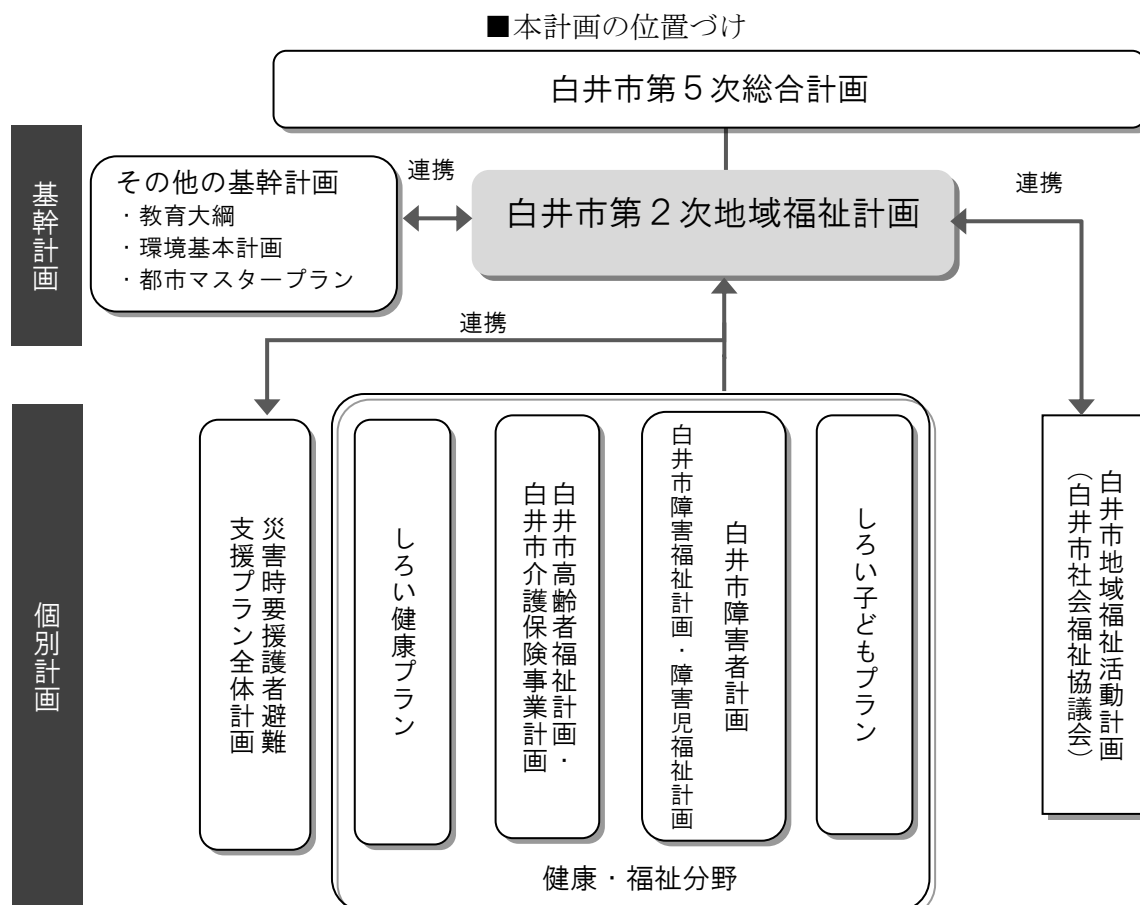 ■本計画の位置づけ
白井市第５次総合計画
基幹計画
その他の基幹計画
・教育大綱
・環境基本計画
・都市マスタープラン
連携
白井市第２次地域福祉計画
連携
連携
個別計画
災害時要援護者避難
支援プラン全体計画
しろい健康プラン
白井市高齢者福祉計画・
白井市介護保険事業計画
白井市障害者計画
白井市障害福祉計画・障害児福祉計画
しろい子どもプラン
健康・福祉分野
白井市地域福祉活動計画
（白井市社会福祉協議会）